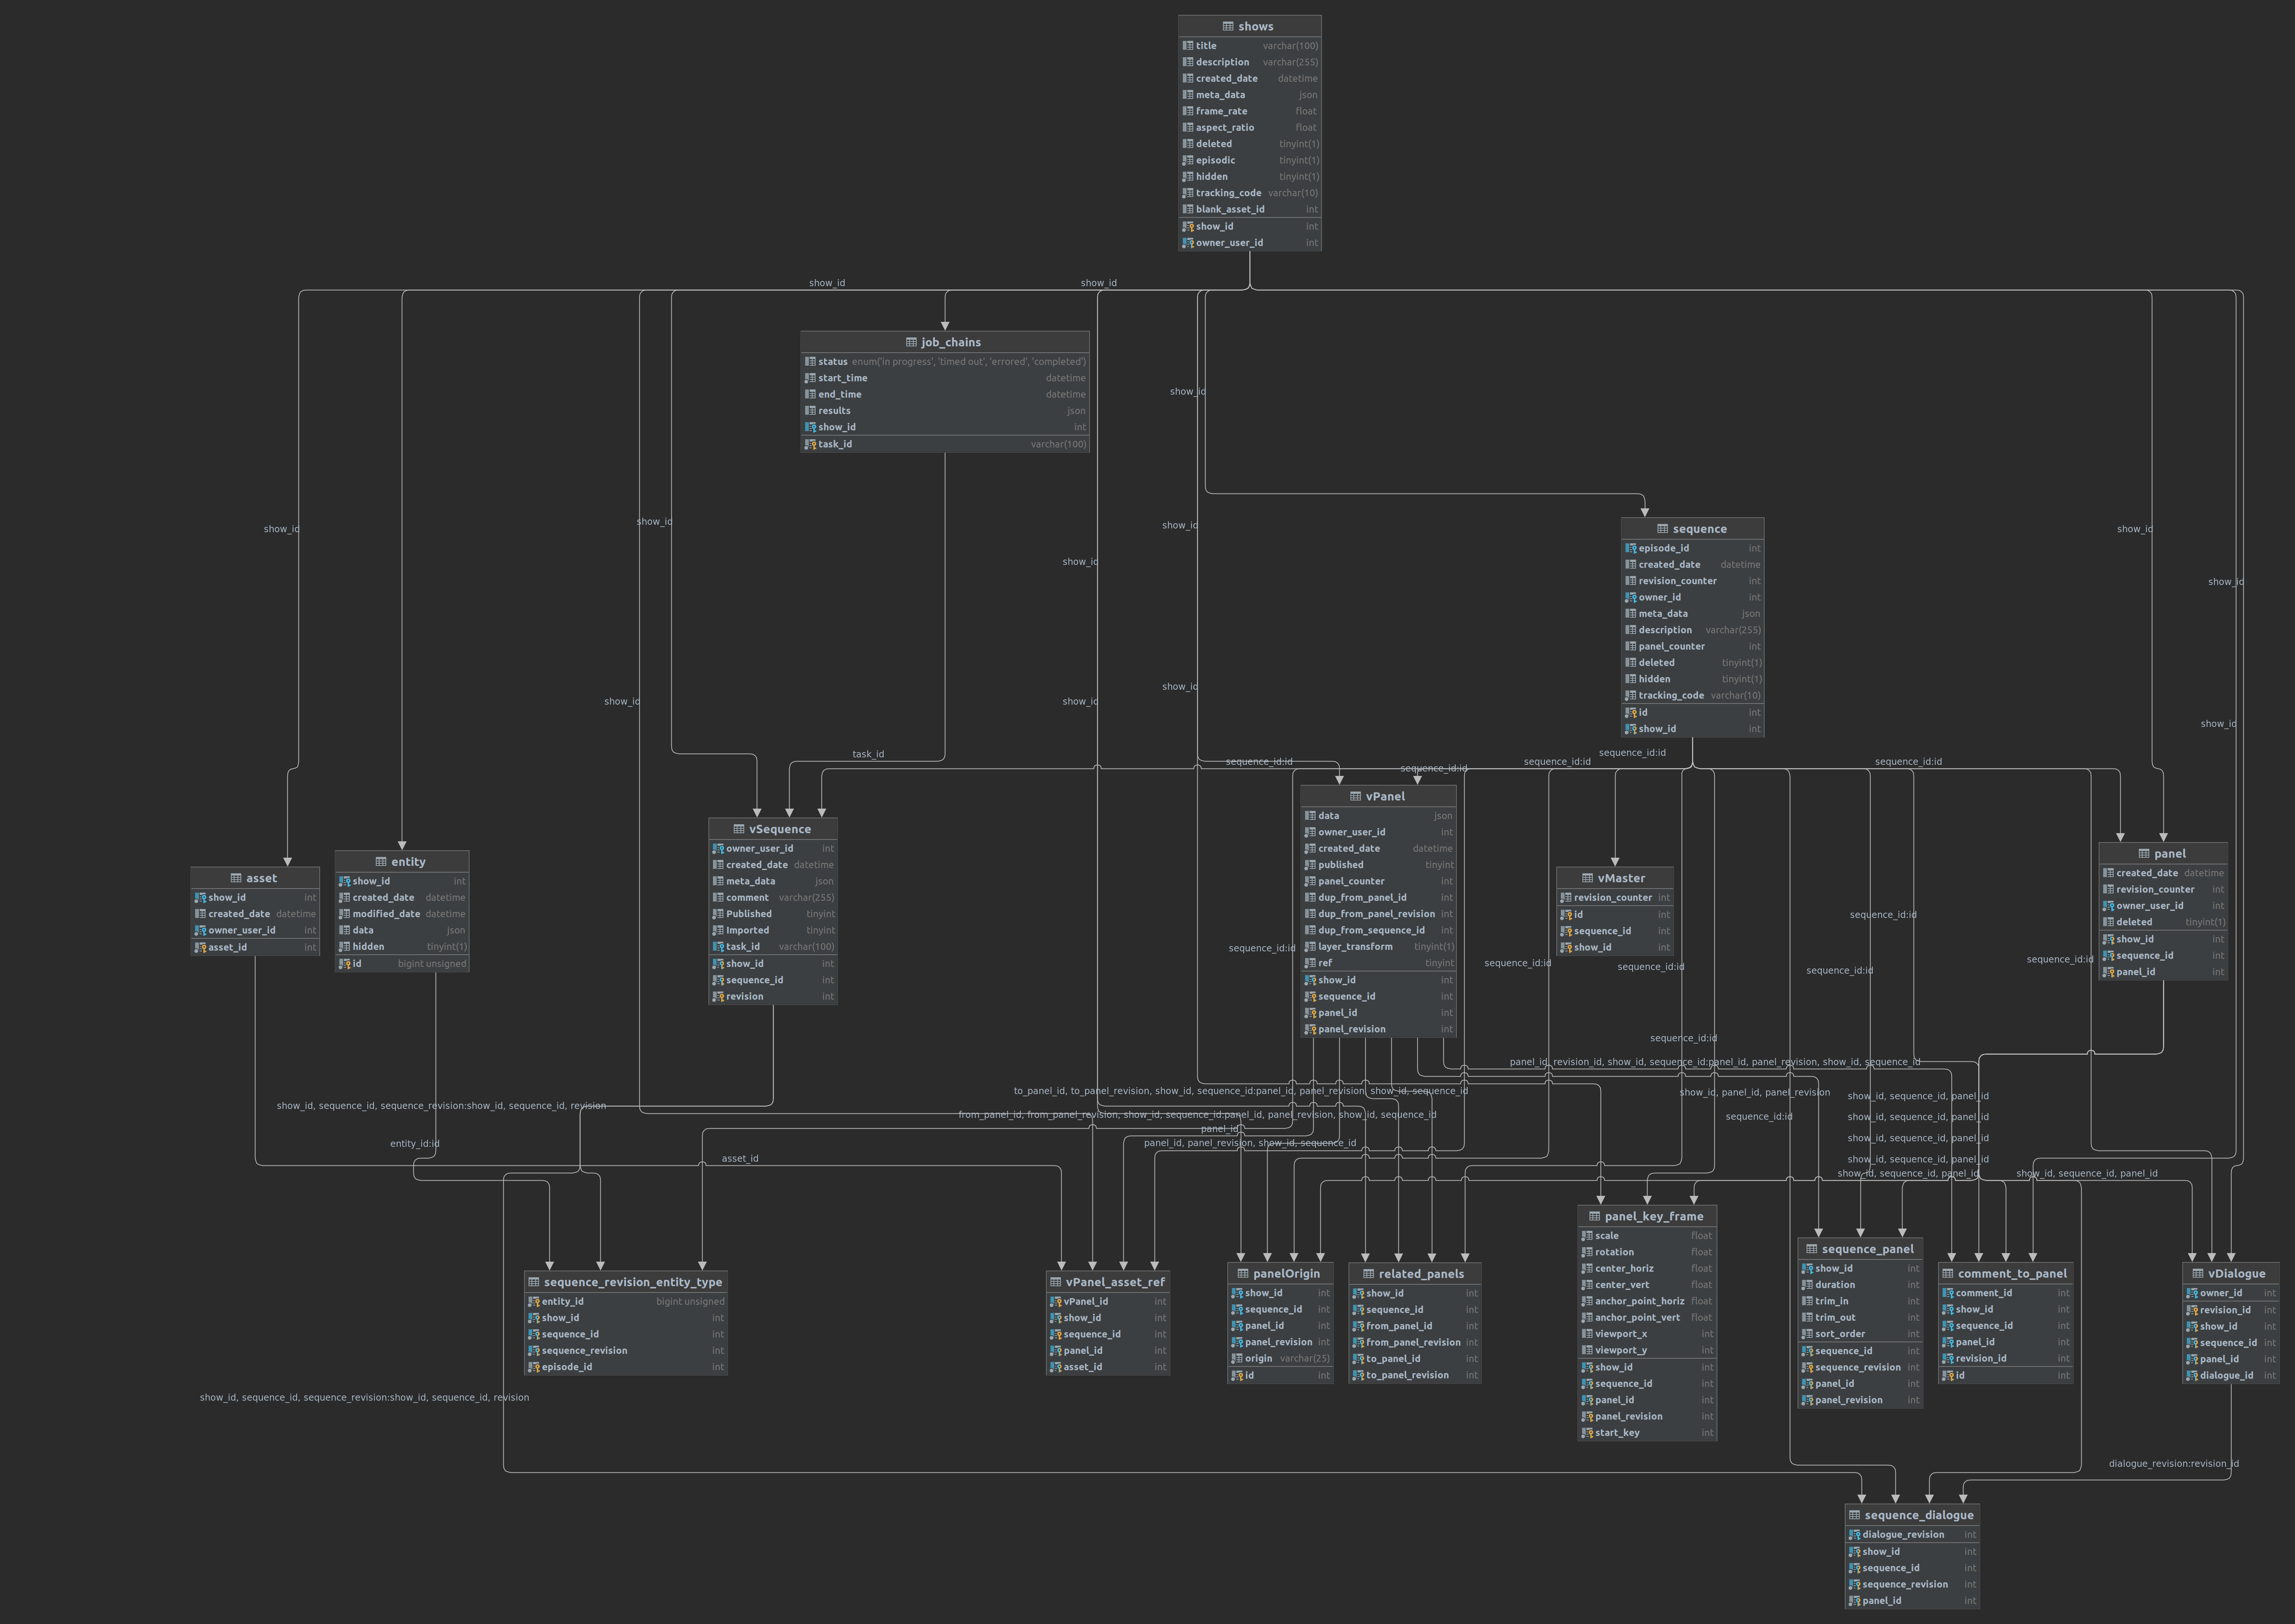 shows
title varchar(100)
description varchar(255)
created_date datetime
meta_data json
frame_rate float
aspect_ratio float
deleted tinyint(1)
episodic tinyint(1)
hidden tinyint(1)
tracking_code varchar(10)
blank_asset_id int
show_id int
owner_user_id int
show_id
show_id
job_chains
status enum('in progress', 'timed out', 'errored', 'completed')
start_time datetime
end_time datetime
results json
show_id int
task_id varchar(100)
show_id
show_id
show_id
show_id
show_id
show_id
show_id
sequence
episode_id int
created_date datetime
revision_counter int
owner_id int
meta_data json
description varchar(255)
panel_counter int
deleted tinyint(1)
hidden tinyint(1)
tracking_code varchar(10)
id int
show_id int
show_id
show_id
show_id
show_id
show_id
task_id
sequence_id:id
sequence_id:id
sequence_id:id
sequence_id:id
sequence_id:id
asset
show_id int
created_date datetime
owner_user_id int
asset_id int
entity
show_id int
created_date datetime
modified_date datetime
data json
hidden tinyint(1)
id bigint unsigned
vSequence
owner_user_id int
created_date datetime
meta_data json
comment varchar(255)
Published tinyint
Imported tinyint
task_id varchar(100)
show_id int
sequence_id int
revision int
vPanel
data json
owner_user_id int
created_date datetime
published tinyint
panel_counter int
dup_from_panel_id int
dup_from_panel_revision int
dup_from_sequence_id int
layer_transform tinyint(1)
ref tinyint
show_id int
sequence_id int
panel_id int
panel_revision int
vMaster
revision_counter int
id int
sequence_id int
show_id int
panel
created_date datetime
revision_counter int
owner_user_id int
deleted tinyint(1)
show_id int
sequence_id int
panel_id int
sequence_id:id
sequence_id:id
sequence_id:id
sequence_id:id
sequence_id:id
sequence_id:id
sequence_id:id
panel_id, revision_id, show_id, sequence_id:panel_id, panel_revision, show_id, sequence_id
to_panel_id, to_panel_revision, show_id, sequence_id:panel_id, panel_revision, show_id, sequence_id
show_id, panel_id, panel_revision
show_id, sequence_id, panel_id
show_id, sequence_id, sequence_revision:show_id, sequence_id, revision
from_panel_id, from_panel_revision, show_id, sequence_id:panel_id, panel_revision, show_id, sequence_id
sequence_id:id
show_id, sequence_id, panel_id
panel_id
show_id, sequence_id, panel_id
entity_id:id
panel_id, panel_revision, show_id, sequence_id
asset_id
show_id, sequence_id, panel_id
show_id, sequence_id, panel_id
show_id, sequence_id, panel_id
sequence_revision_entity_type
entity_id bigint unsigned
show_id int
sequence_id int
sequence_revision int
episode_id int
vPanel_asset_ref
vPanel_id int
show_id int
sequence_id int
panel_id int
asset_id int
panelOrigin
show_id int
sequence_id int
panel_id int
panel_revision int
origin varchar(25)
id int
related_panels
show_id int
sequence_id int
from_panel_id int
from_panel_revision int
to_panel_id int
to_panel_revision int
panel_key_frame
scale float
rotation float
center_horiz float
center_vert float
anchor_point_horiz float
anchor_point_vert float
viewport_x int
viewport_y int
show_id int
sequence_id int
panel_id int
panel_revision int
start_key int
sequence_panel
show_id int
duration int
trim_in int
trim_out int
sort_order int
sequence_id int
sequence_revision int
panel_id int
panel_revision int
comment_to_panel
comment_id int
show_id int
sequence_id int
panel_id int
revision_id int
id int
vDialogue
owner_id int
revision_id int
show_id int
sequence_id int
panel_id int
dialogue_id int
show_id, sequence_id, sequence_revision:show_id, sequence_id, revision
dialogue_revision:revision_id
sequence_dialogue
dialogue_revision int
show_id int
sequence_id int
sequence_revision int
panel_id int